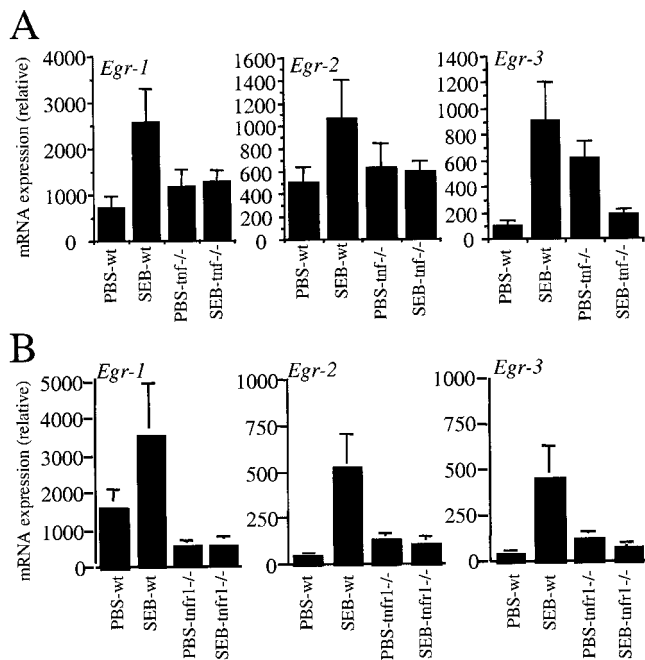 A
Egr-1
Egr-2
Egr-3
mRNA expression (relative)
4000
3000
2000
1000
0
1600
1400
1200
1000
800
600
400
200
0
1400
1200
1000
800
600
400
200
0
PBS-wt
SEB-wt
PBS-tnf-/-
SEB-tnf-/-
PBS-wt
SEB-wt
PBS-tnf-/-
SEB-tnf-/-
PBS-wt
SEB-wt
PBS-tnf-/-
SEB-tnf-/-
B
Egr-1
Egr-2
Egr-3
mRNA expression (relative)
5000
4000
3000
2000
1000
0
1000
750
500
250
0
1000
750
500
250
0
PBS-wt
SEB-wt
PBS-tnfr1-/-
SEB-tnfr1-/-
PBS-wt
SEB-wt
PBS-tnfr1-/-
SEB-tnfr1-/-
PBS-wt
SEB-wt
PBS-tnfr1-/-
SEB-tnfr1-/-